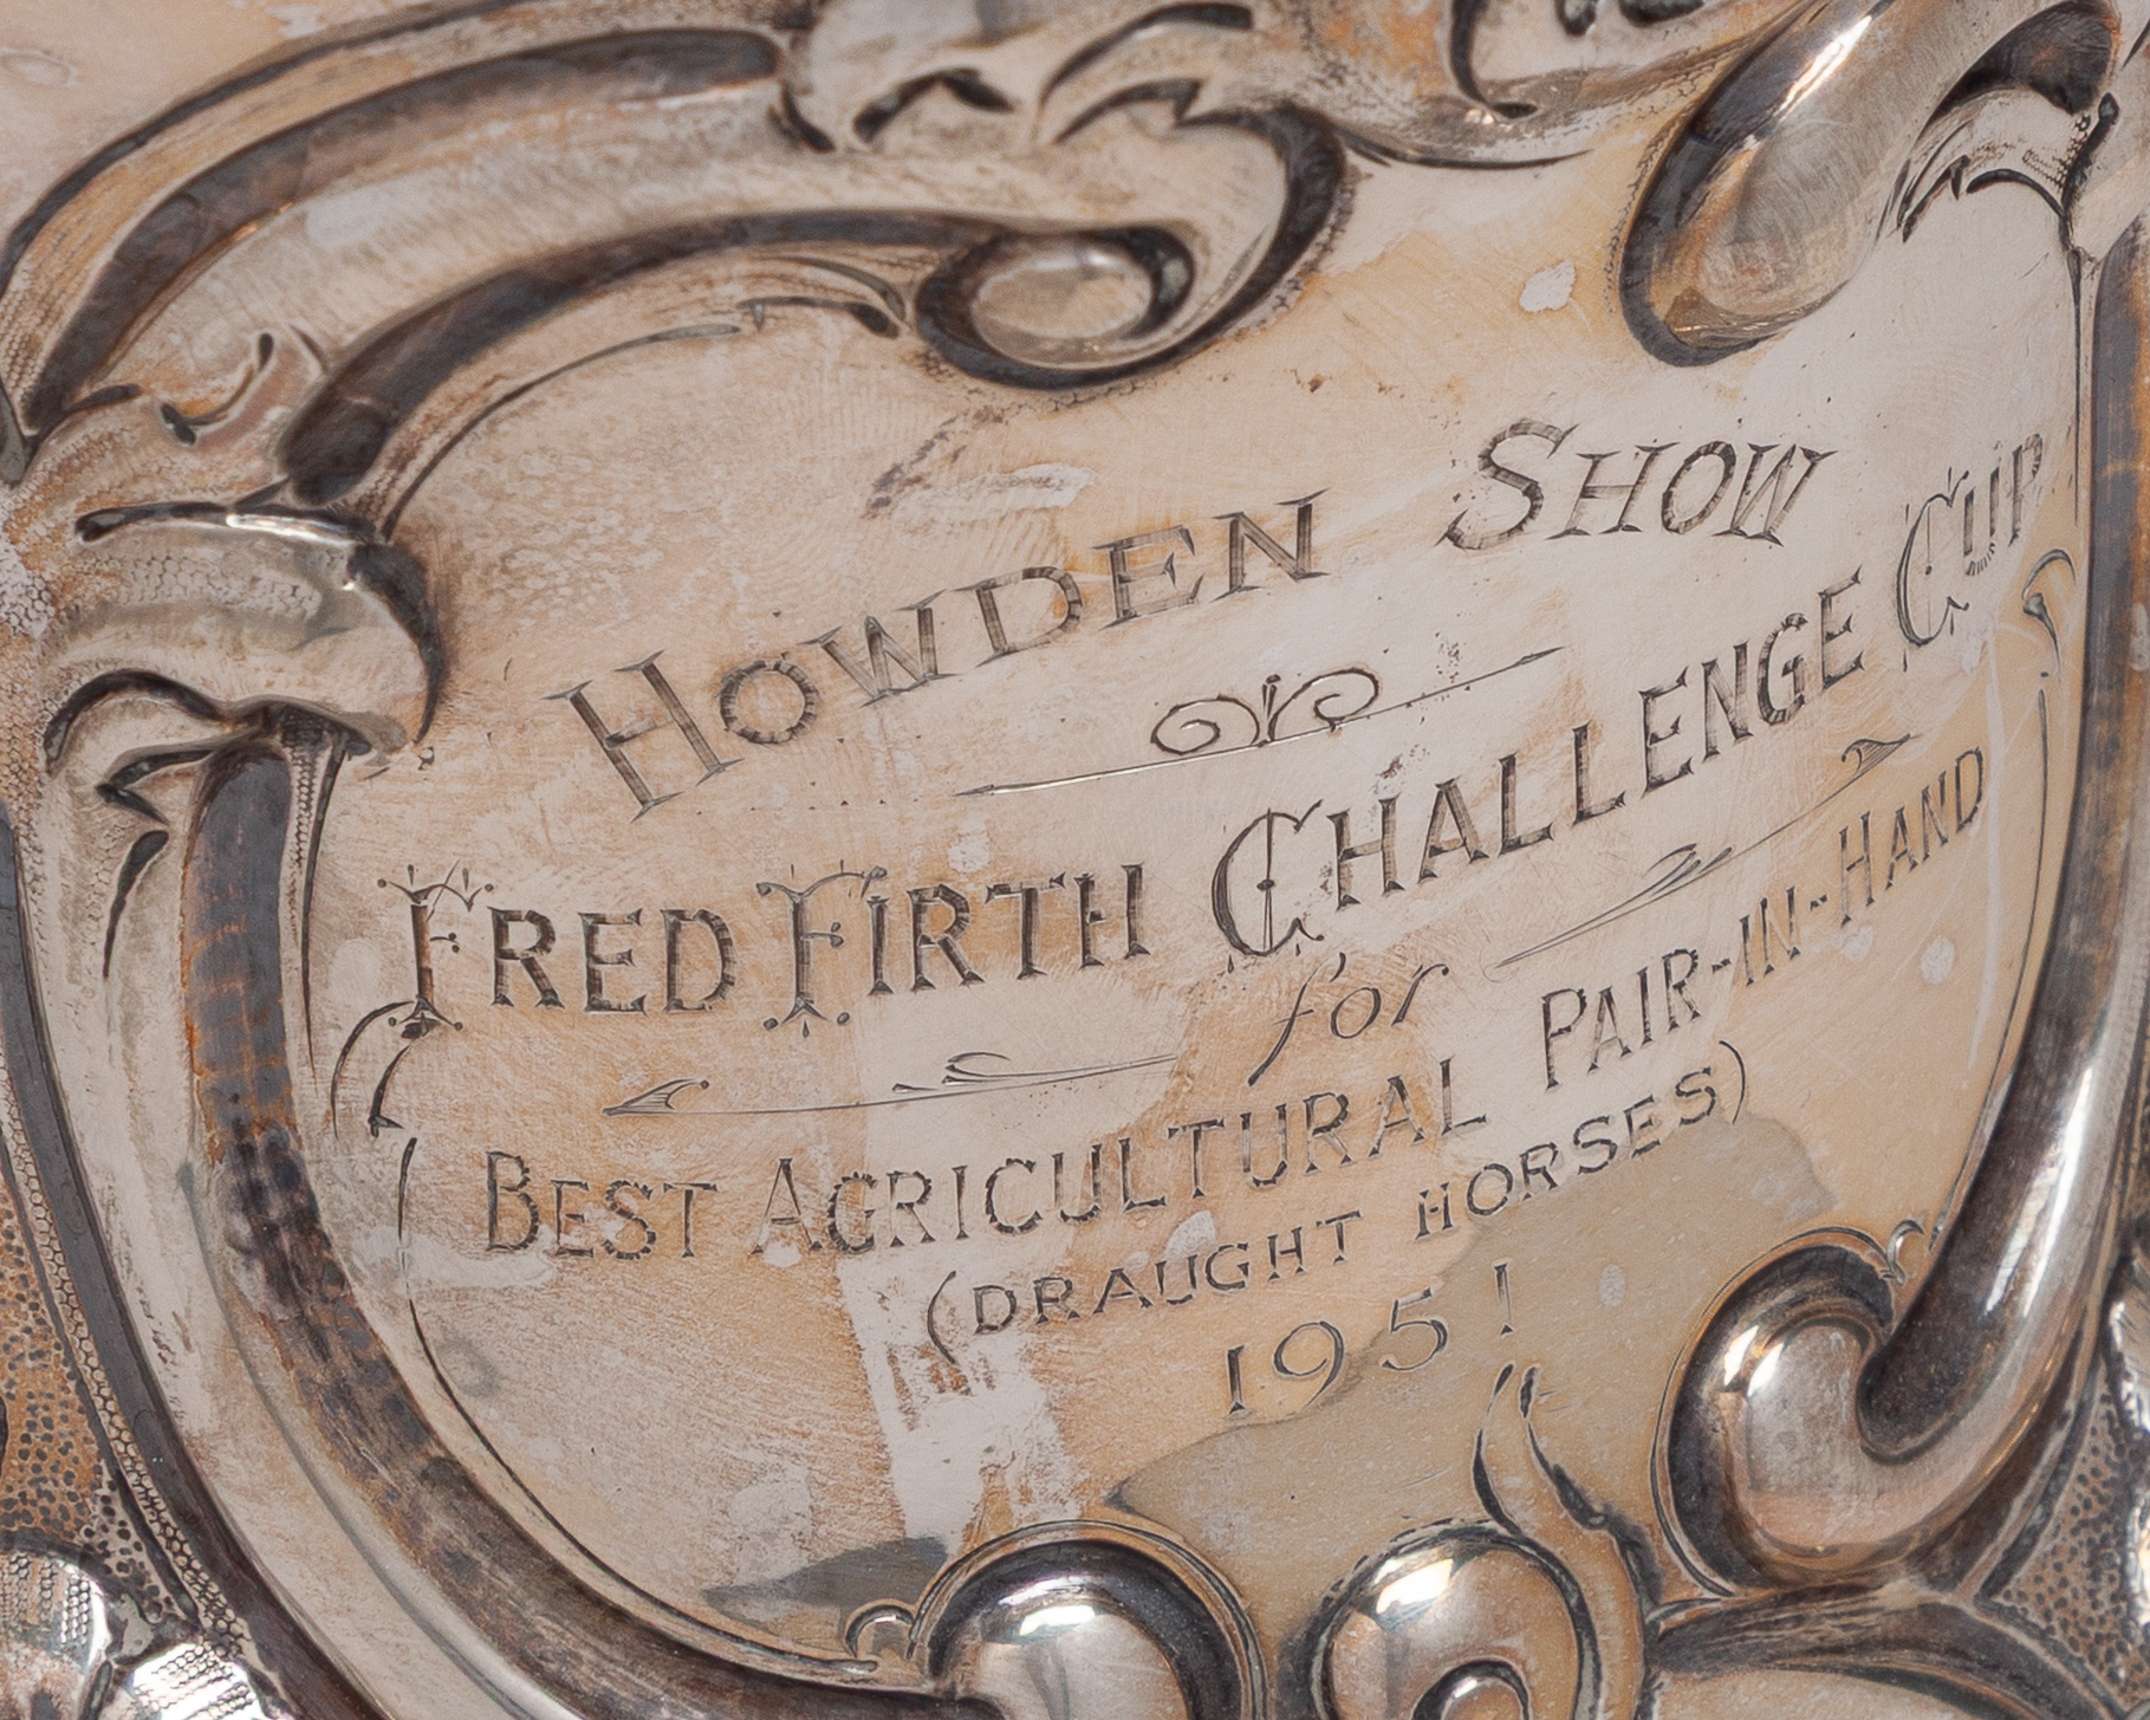 HOWDEN SHOW
FRED FIRTH CHALLENGE CUP
for
BEST AGRICULTURAL PAIR-IN-HAND
(DRAUGHT HORSES)
1951